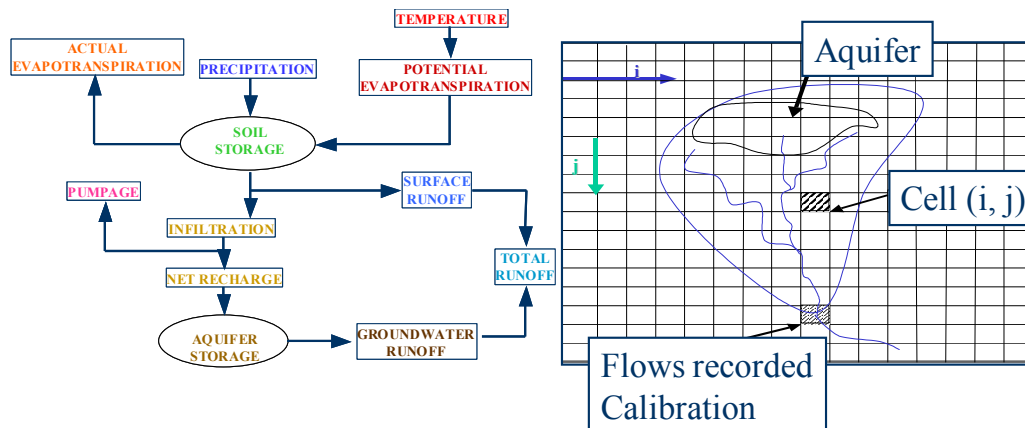 TEMPERATURE
ACTUAL
EVAPOTRANSPIRATION
PRECIPITATION
POTENTIAL
EVAPOTRANSPIRATION
SOIL
STORAGE
PUMPAGE
SURFACE
RUNOFF
INFILTRATION
TOTAL
RUNOFF
NET RECHARGE
AQUIFER
STORAGE
GROUNDWATER
RUNOFF
Aquifer
i
j
Cell (i, j)
Flows recorded
Calibration